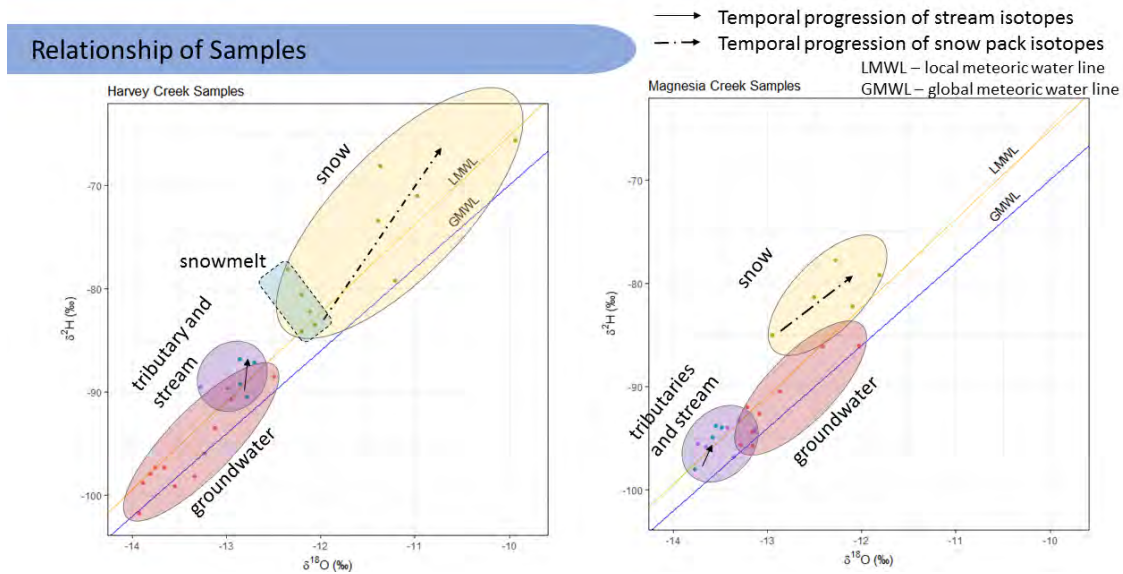 Relationship of Samples
Temporal progression of stream isotopes
Temporal progression of snow pack isotopes
LMWL – local meteoric water line
GMWL – global meteoric water line
Harvey Creek Samples
snow
LMWL
GMWL
snowmelt
tributary and
stream
groundwater
δ²H (‰)
-70
-80
-90
-100
-14
-13
-12
-11
-10
δ¹⁸O (‰)
Magnesia Creek Samples
LMWL
GMWL
snow
tributaries
and stream
groundwater
δ²H (‰)
-70
-80
-90
-100
-14
-13
-12
-11
-10
δ¹⁸O (‰)